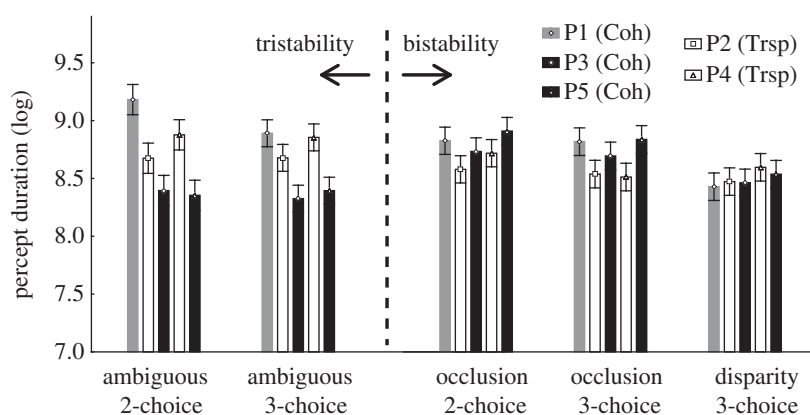 tristability
bistability
P1 (Coh)
P3 (Coh)
P5 (Coh)
P2 (Trsp)
P4 (Trsp)
percept duration (log)
9.5
9.0
8.5
8.0
7.5
7.0
ambiguous
2-choice
ambiguous
3-choice
occlusion
2-choice
occlusion
3-choice
disparity
3-choice